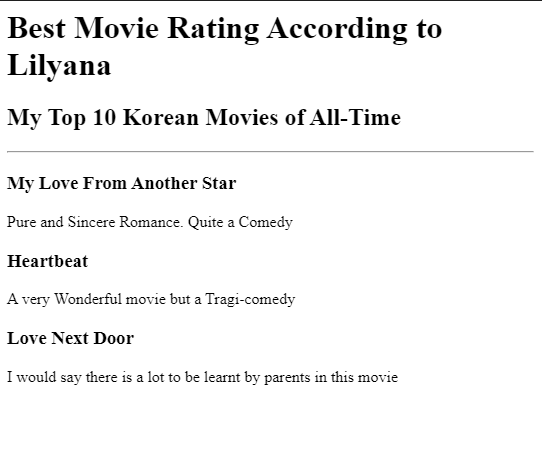 Best Movie Rating According to
Lilyana
My Top 10 Korean Movies of All-Time
My Love From Another Star
Pure and Sincere Romance. Quite a Comedy
Heartbeat
A very Wonderful movie but a Tragi-comedy
Love Next Door
I would say there is a lot to be learnt by parents in this movie